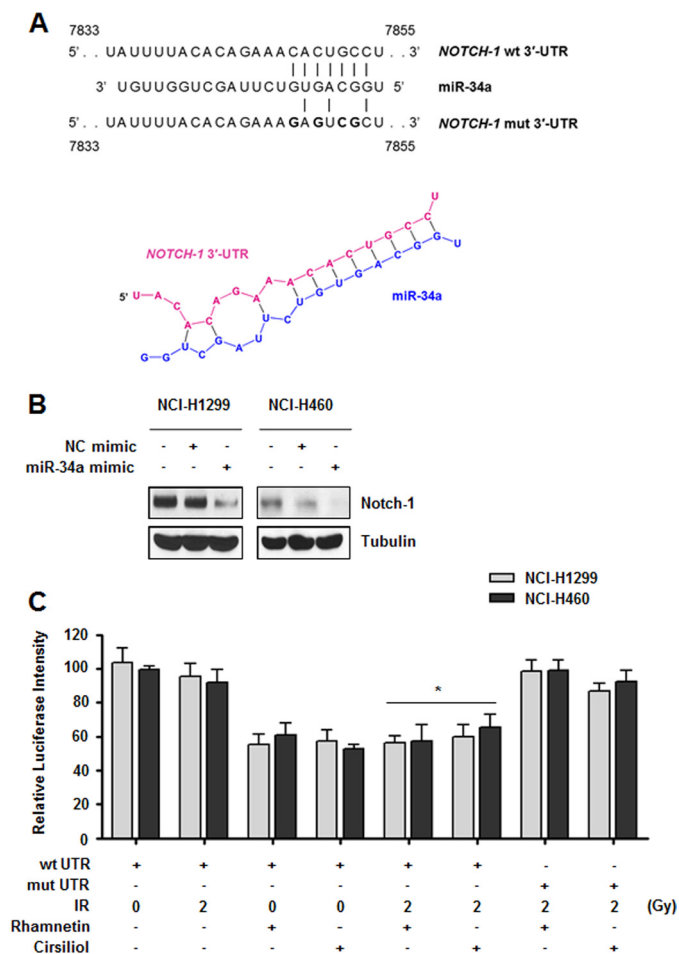 A
7833 7855
5'. . UAUUUUACACAGAAACACUGCCU. . 3' NOTCH-1 wt 3'-UTR
3' UGUUGGUCGAUUCUGUGACGGU 5' miR-34a
5'. . UAUUUUACACAGAAAGAGUCGCU. . .3' NOTCH-1 mut 3'-UTR
7833 7855
NOTCH-1 3'-UTR
5' U A C A C A G A A A C A C U G C C U
G G U C G A U U C U G U G A C G G U
miR-34a
B
NCI-H1299 NCI-H460
NC mimic - + - - + -
miR-34a mimic - - + - - +
Notch-1
Tubulin
C
NCI-H1299
NCI-H460
Relative Luciferase Intensity
120
100
80
60
40
20
0
*
wt UTR + + + + + + - -
mut UTR - - - - - - + +
IR 0 2 0 0 2 2 2 2 (Gy)
Rhamnetin - - + - + - + -
Cirsiliol - - - + - + - +